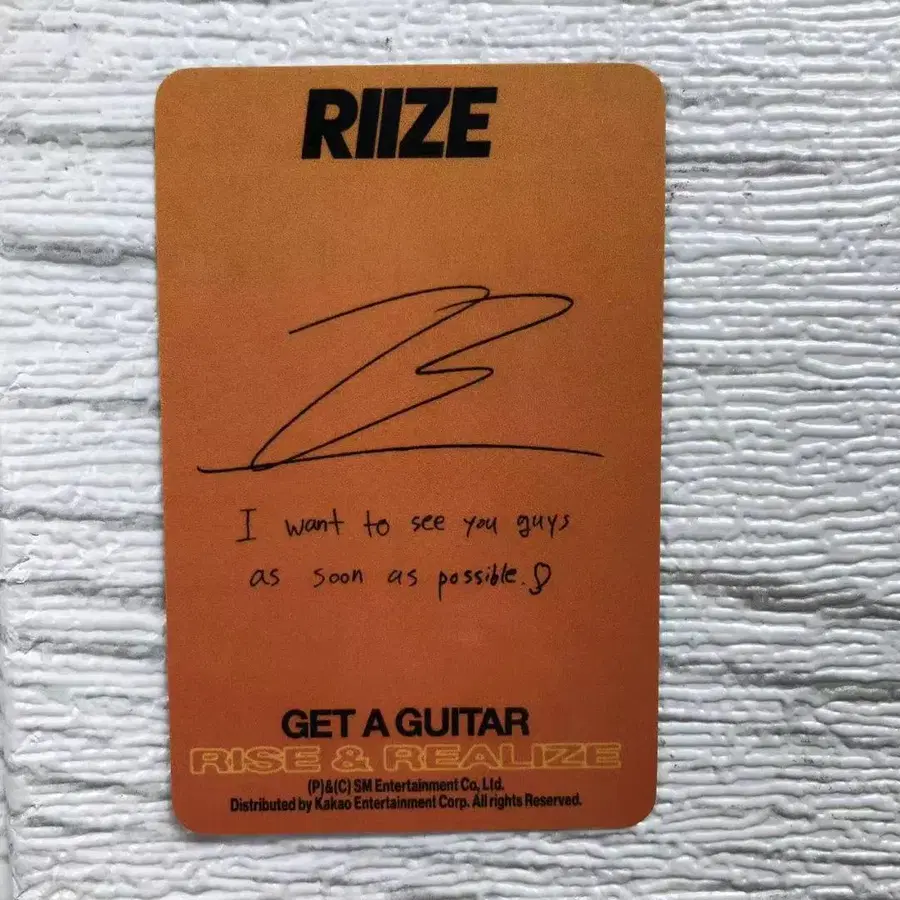 RIIZE
I want to see you guys
as soon as possible.
GET A GUITAR
RISE & REALIZE
(P)&(C) SM Entertainment Co., Ltd.
Distributed by Kakao Entertainment Corp. All rights Reserved.